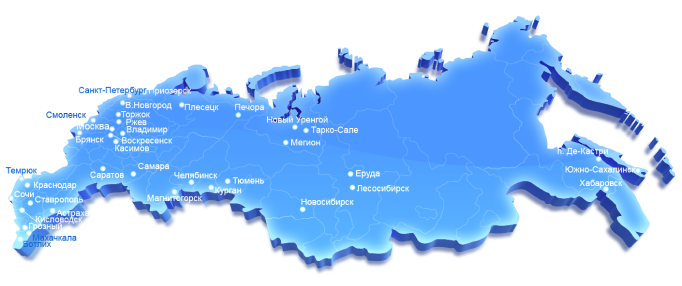 Санкт-Петербург
Приозерск
В.Новгород
Плесецк
Печора
Смоленск
Торжок
Ржев
Новый Уренгой
Москва
Владимир
Тарко-Сале
Брянск
Воскресенск
Мегион
Касимов
п. Де-Кастри
Темрюк
Саратов
Самара
Челябинск
Тюмень
Еруда
Южно-Сахалинск
Краснодар
Курган
Лесосибирск
Хабаровск
Сочи
Ставрополь
Магнитогорск
Новосибирск
Астраха
Кисловодск
Грозный
Махачкала
Ботлих